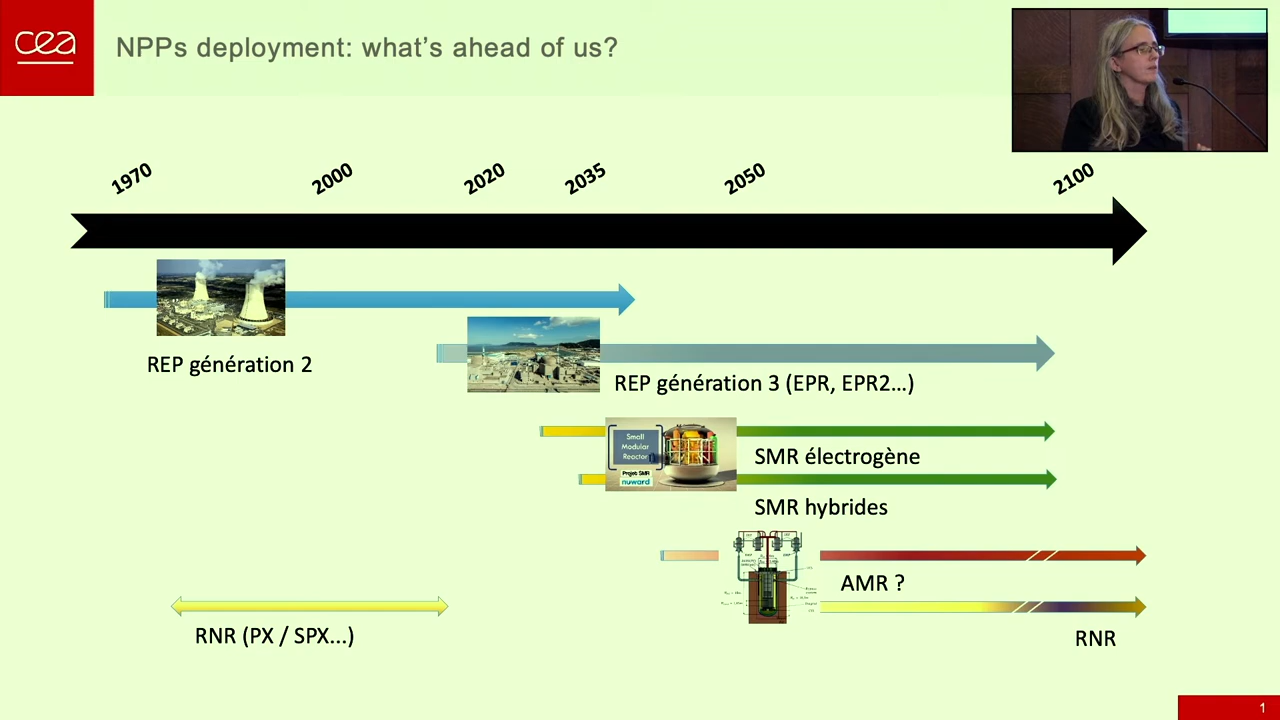 cea
NPPs deployment: what's ahead of us?
1970
2000
2020
2035
2050
2100
REP génération 2
REP génération 3 (EPR, EPR2...)
Small
Modular
Reactor
Projet SMR
nuward
SMR électrogène
SMR hybrides
AMR ?
RNR (PX / SPX...)
RNR
1